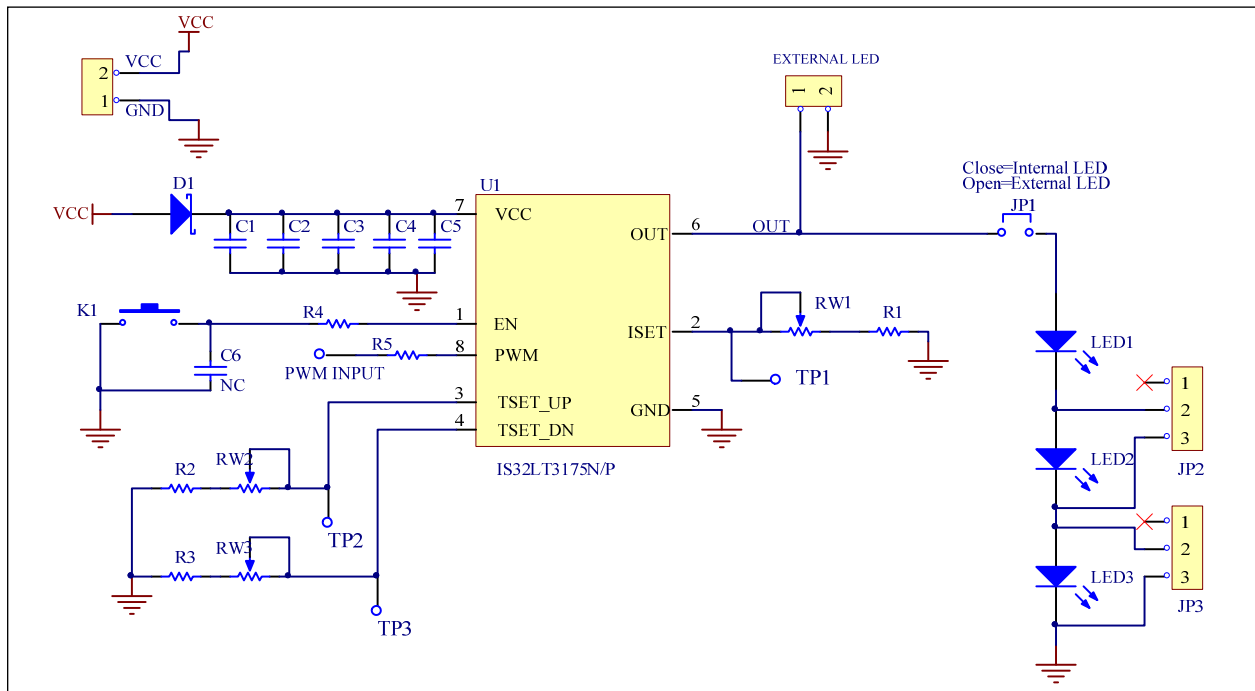 VCC
2
VCC
1
GND
EXTERNAL LED
1
2
Close=Internal LED
Open=External LED
JP1
D1
VCC
C1
C2
C3
C4
C5
U1
7
VCC
OUT
6
OUT
K1
R4
1
EN
C6
NC
R5
PWM INPUT
8
PWM
ISET
2
RW1
R1
TP1
3
TSET_UP
4
TSET_DN
GND
5
IS32LT3175N/P
R2
RW2
TP2
R3
RW3
TP3
LED1
1
2
3
JP2
LED2
1
2
3
JP3
LED3